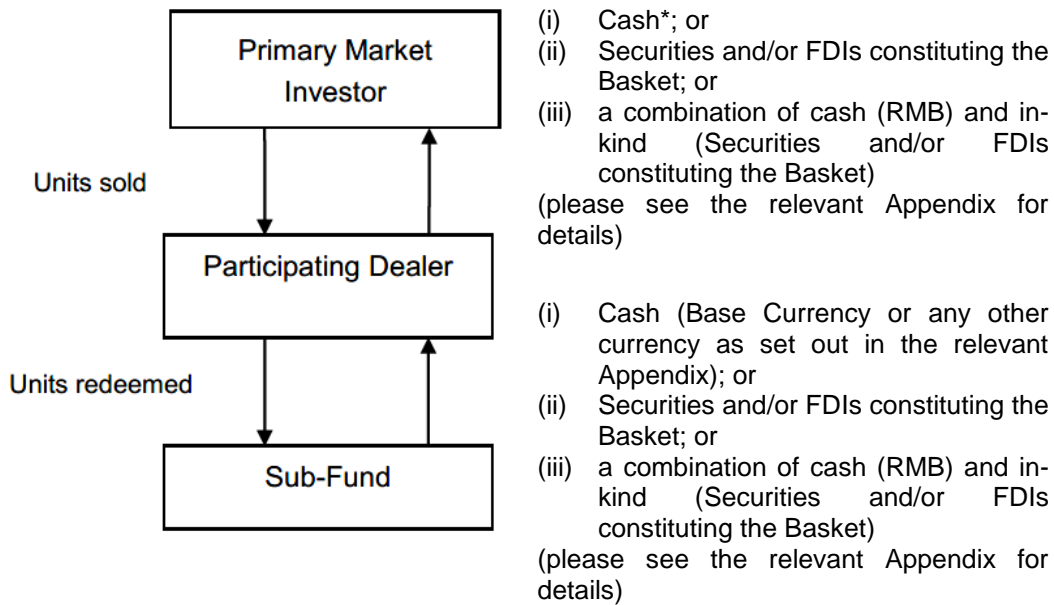 Primary Market
Investor
Units sold
Participating Dealer
Units redeemed
Sub-Fund
(i) Cash*; or
(ii) Securities and/or FDIs constituting the
Basket; or
(iii) a combination of cash (RMB) and in-
kind (Securities and/or FDIs
constituting the Basket)
(please see the relevant Appendix for
details)
(i) Cash (Base Currency or any other
currency as set out in the relevant
Appendix); or
(ii) Securities and/or FDIs constituting the
Basket; or
(iii) a combination of cash (RMB) and in-
kind (Securities and/or FDIs
constituting the Basket)
(please see the relevant Appendix for
details)